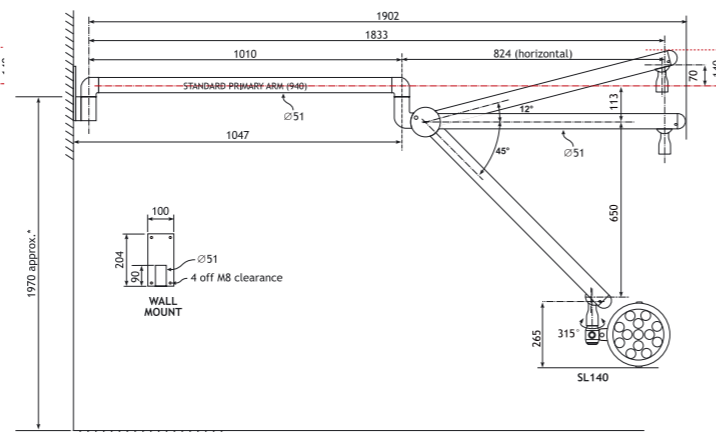 1902
1833
1010
824 (horizontal)
STANDARD PRIMARY ARM (940)
70
113
∅51
12°
∅51
1047
45°
650
1970 approx.*
100
204
90
∅51
4 off M8 clearance
WALL
MOUNT
265
315°
SL140